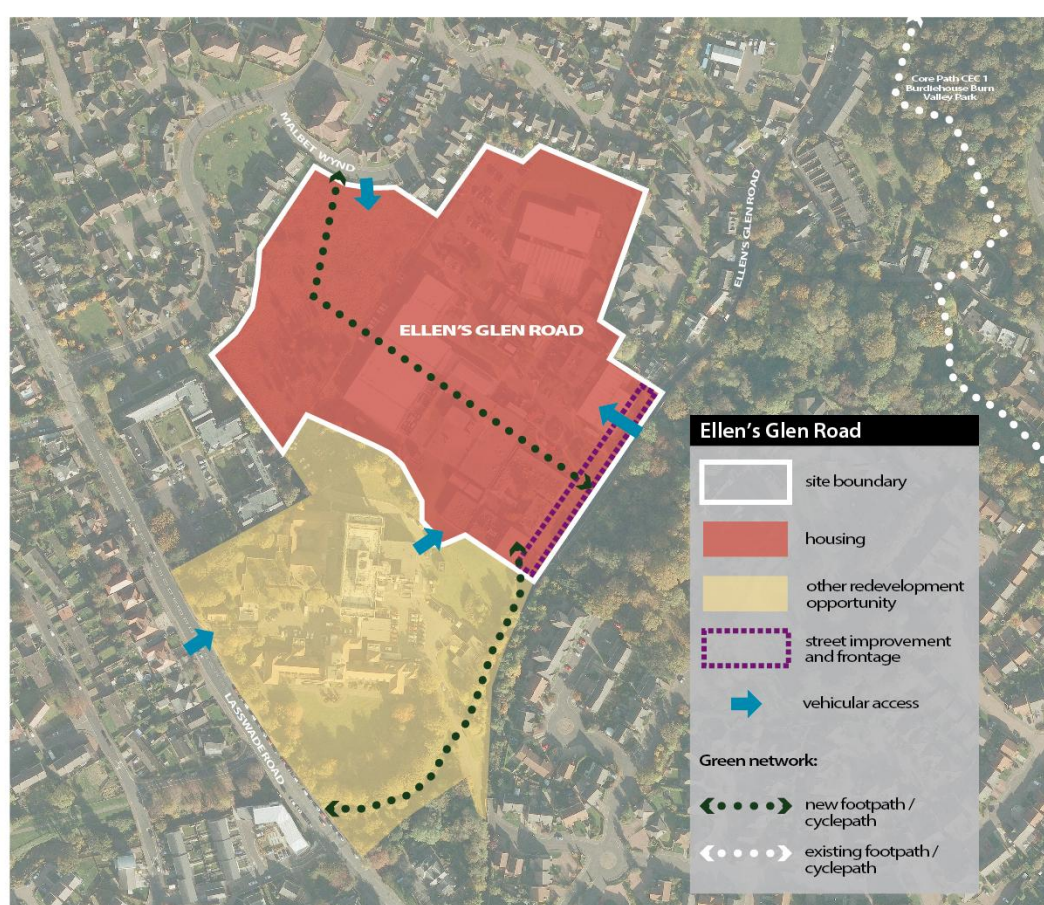 Core Path CEC 1
Burdiehouse Burn
Valley Park
MALBET WYND
ELLEN'S GLEN ROAD
ELLEN'S GLEN ROAD
LASSWADE ROAD
Ellen's Glen Road
site boundary
housing
other redevelopment
opportunity
street improvement
and frontage
vehicular access
Green network:
new footpath /
cyclepath
existing footpath /
cyclepath